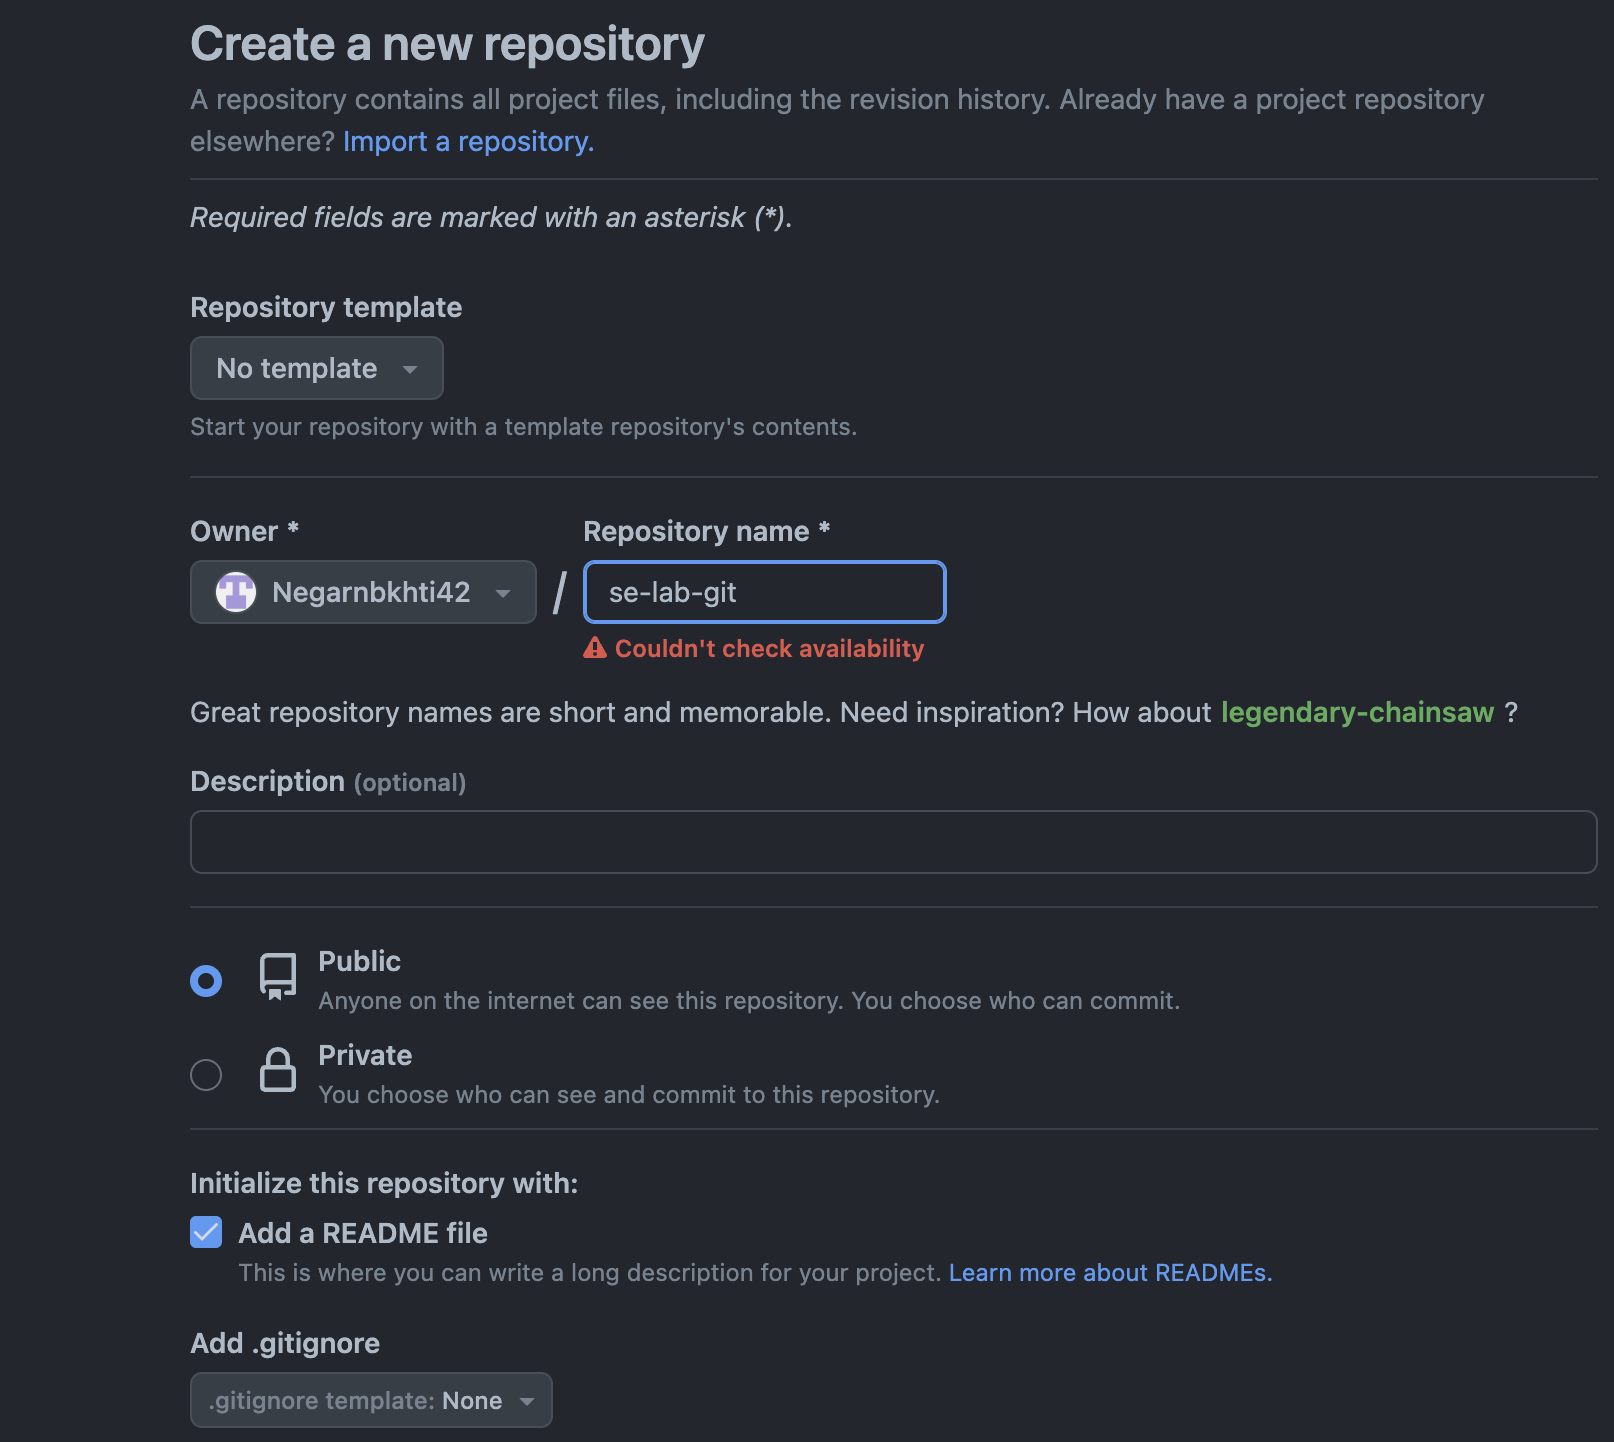 Create a new repository
A repository contains all project files, including the revision history. Already have a project repository
elsewhere? Import a repository.
Required fields are marked with an asterisk (*).
Repository template
No template
Start your repository with a template repository's contents.
Owner *
Negarnbkhti42
/
Repository name *
se-lab-git
Couldn't check availability
Great repository names are short and memorable. Need inspiration? How about legendary-chainsaw ?
Description (optional)
Public
Anyone on the internet can see this repository. You choose who can commit.
Private
You choose who can see and commit to this repository.
Initialize this repository with:
Add a README file
This is where you can write a long description for your project. Learn more about READMEs.
Add .gitignore
.gitignore template: None